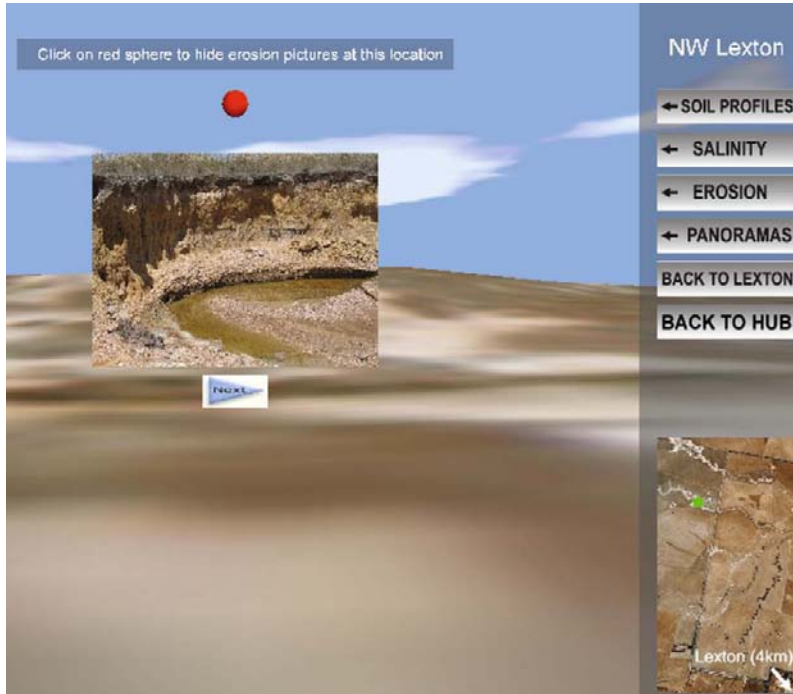 Click on red sphere to hide erosion pictures at this location
NW Lexton
SOIL PROFILES
SALINITY
EROSION
PANORAMAS
BACK TO LEXTON
BACK TO HUB
Next
Lexton (4km)